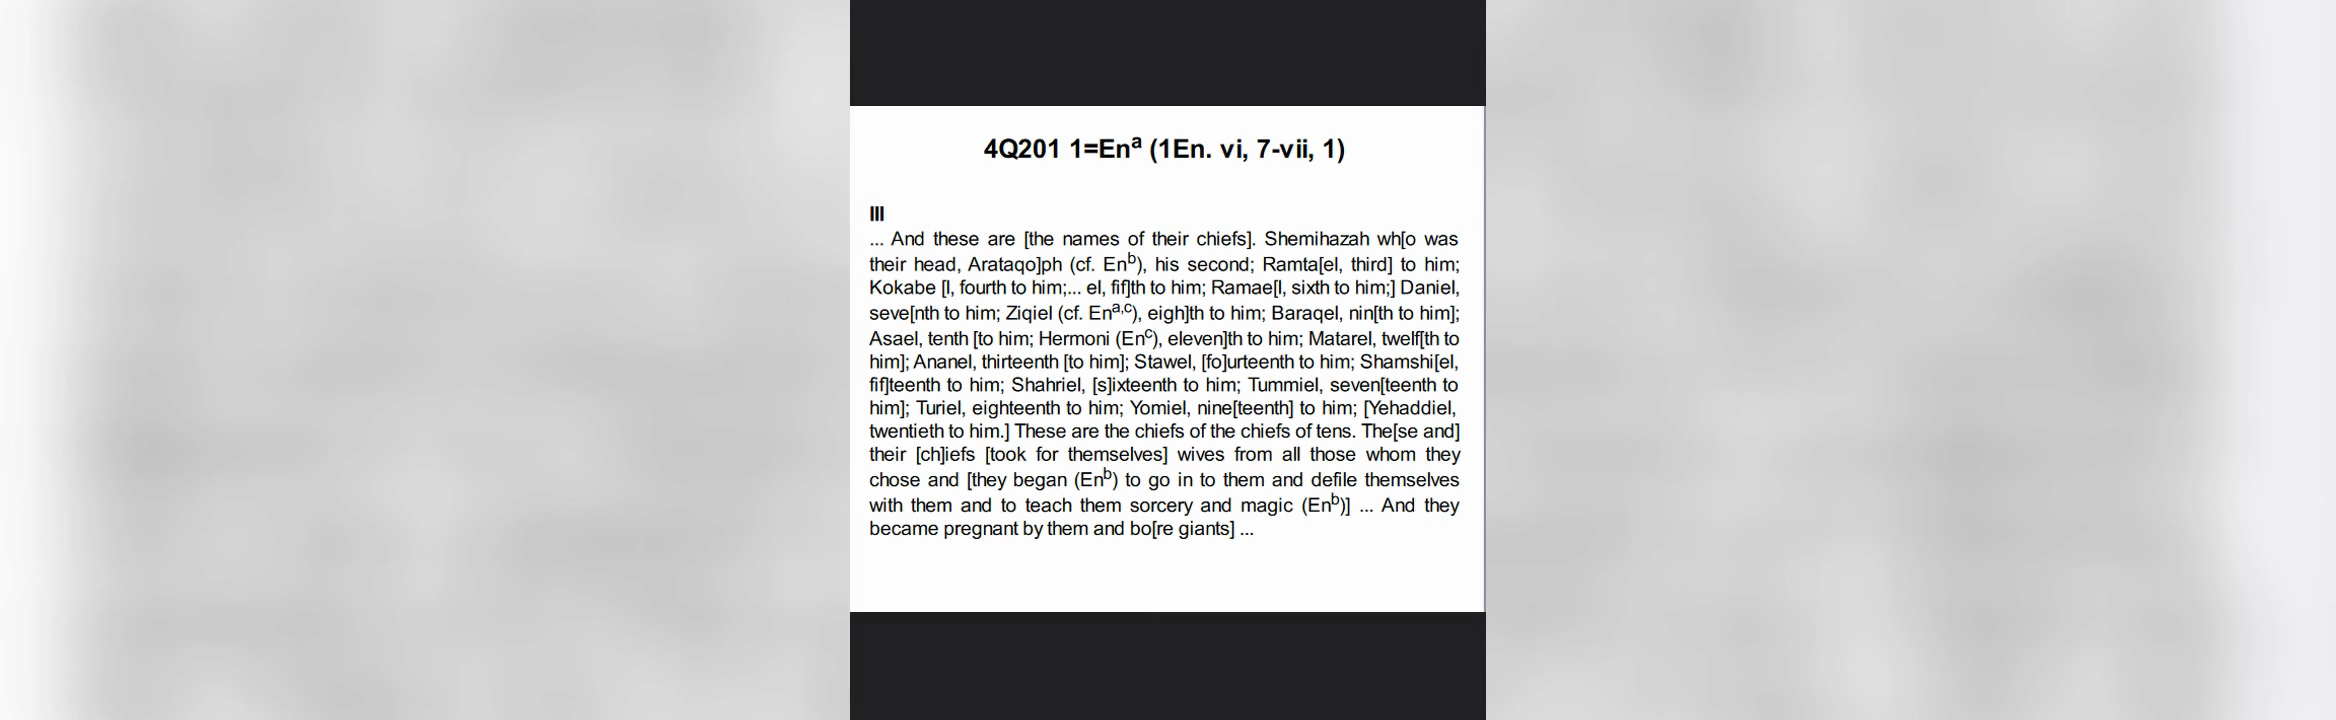 4Q201 1=Enᵃ (1En. vi, 7-vii, 1)
III
... And these are [the names of their chiefs]. Shemihazah wh[o was
their head, Arataqo]ph (cf. Enᵇ), his second; Ramta[el, third] to him;
Kokabe [l, fourth to him;... el, fif]th to him; Ramae[l, sixth to him;] Daniel,
seve[nth to him; Ziqiel (cf. Enᵃ,ᶜ), eigh]th to him; Baraqel, nin[th to him];
Asael, tenth [to him; Hermoni (Enᶜ), eleven]th to him; Matarel, twelf[th to
him]; Ananel, thirteenth [to him]; Stawel, [fo]urteenth to him; Shamshi[el,
fif]teenth to him; Shahriel, [s]ixteenth to him; Tummiel, seven[teenth to
him]; Turiel, eighteenth to him; Yomiel, nine[teenth] to him; [Yehaddiel,
twentieth to him.] These are the chiefs of the chiefs of tens. The[se and]
their [ch]iefs [took for themselves] wives from all those whom they
chose and [they began (Enᵇ) to go in to them and defile themselves
with them and to teach them sorcery and magic (Enᵇ)] ... And they
became pregnant by them and bo[re giants] ...